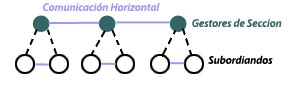 Comunicación Horizontal
Gestores de Seccion
Subordiandos